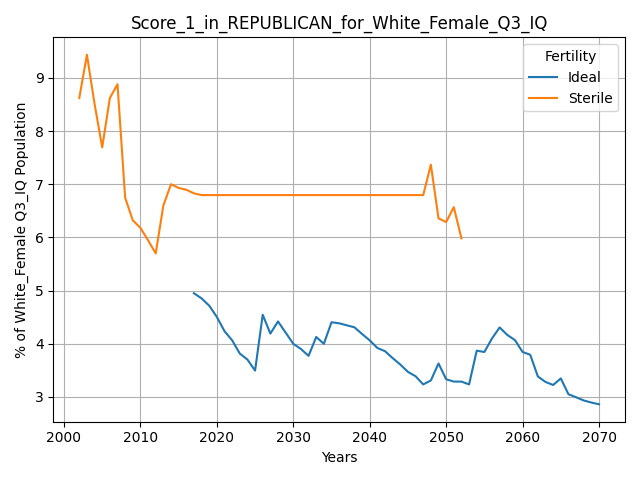 Score_1_in_REPUBLICAN_for_White_Female_Q3_IQ
% of White_Female Q3_IQ Population
9
8
7
6
5
4
3
Fertility
Ideal
Sterile
2000 2010 2020 2030 2040 2050 2060 2070
Years